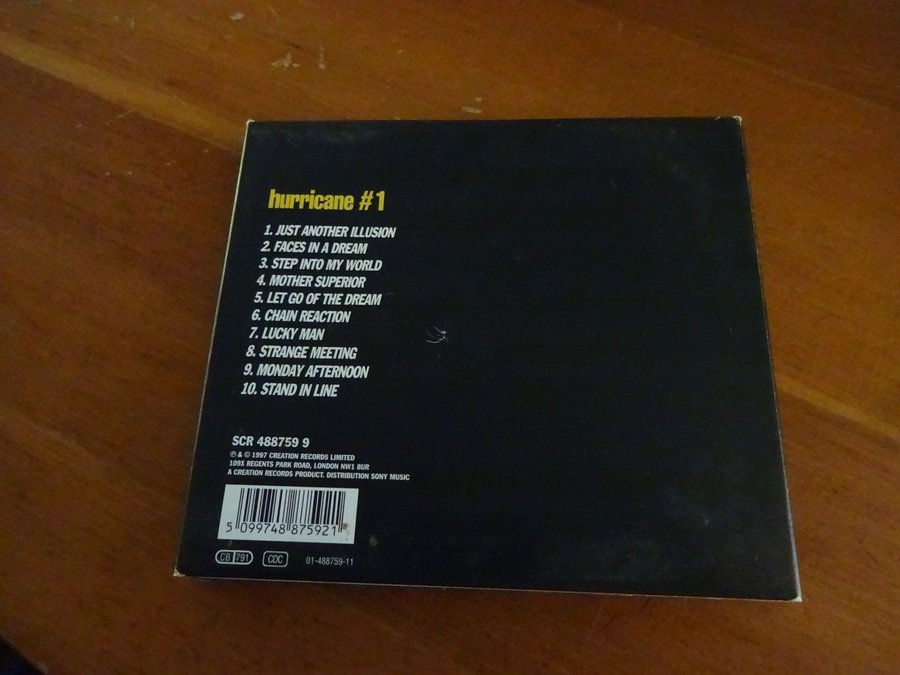 hurricane #1
1. JUST ANOTHER ILLUSION
2. FACES IN A DREAM
3. STEP INTO MY WORLD
4. MOTHER SUPERIOR
5. LET GO OF THE DREAM
6. CHAIN REACTION
7. LUCKY MAN
8. STRANGE MEETING
9. MONDAY AFTERNOON
10. STAND IN LINE
SCR 488759 9
℗ & © 1997 CREATION RECORDS LIMITED
109X REGENTS PARK ROAD, LONDON NW1 8UR
A CREATION RECORDS PRODUCT. DISTRIBUTION SONY MUSIC
5 099748 875921
CB 791 CDC 01-488759-11